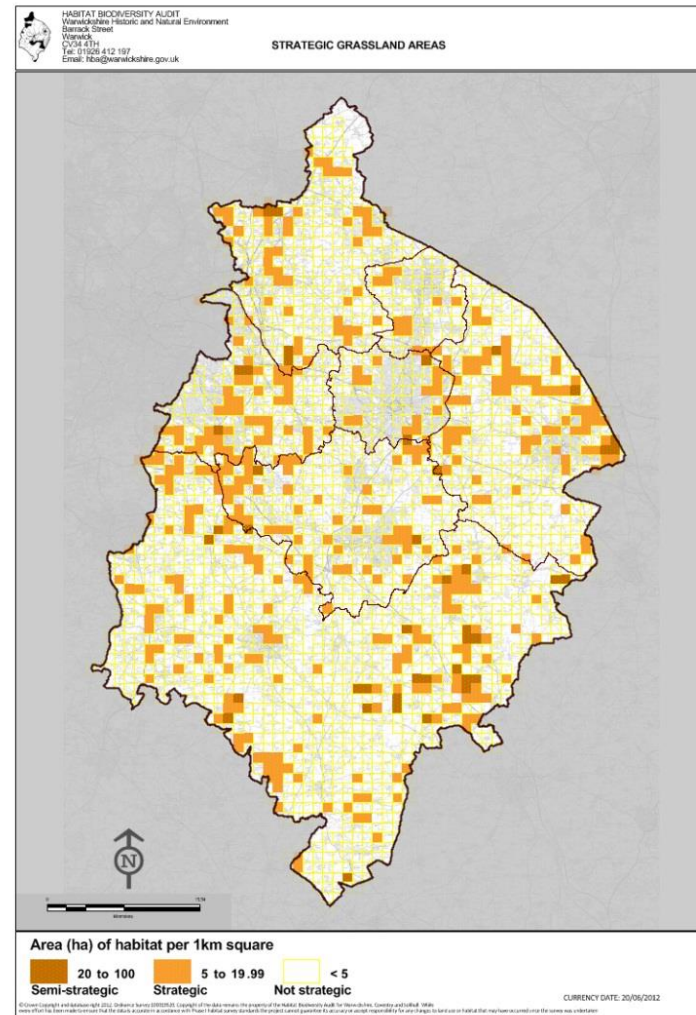 HABITAT BIODIVERSITY AUDIT
Warwickshire Historic and Natural Environment
Barrack Street
Warwick
CV34 4TH
Tel: 01926 412 197
Email: hba@warwickshire.gov.uk
STRATEGIC GRASSLAND AREAS
N
Area (ha) of habitat per 1km square
20 to 100
5 to 19.99
< 5
Semi-strategic
Strategic
Not strategic
CURRENCY DATE: 20/06/2012